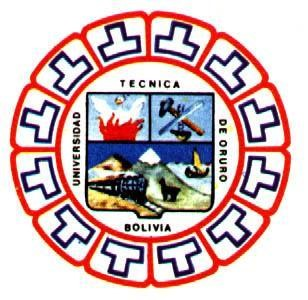 UNIVERSIDAD
TECNICA
DE ORURO
BOLIVIA